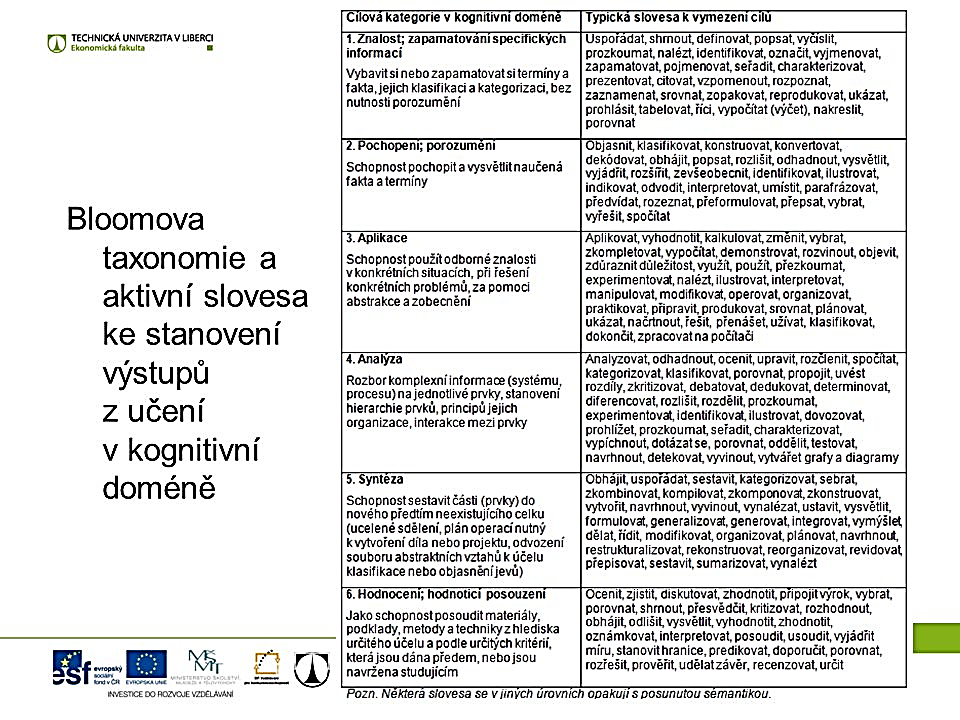 TECHNICKÁ UNIVERZITA V LIBERCI
Ekonomická fakulta
Bloomova
taxonomie a
aktivní slovesa
ke stanovení
výstupů
z učení
v kognitivní
doméně
Cílová kategorie v kognitivní doméně
Typická slovesa k vymezení cílů
1. Znalost; zapamatování specifických
informací
Vybavit si nebo zapamatovat si termíny a
fakta, jejich klasifikaci a kategorizaci, bez
nutnosti porozumění
Uspořádat, shrnout, definovat, popsat, vyčíslit,
prozkoumat, nalézt, identifikovat, označit, vyjmenovat,
zapamatovat, pojmenovat, seřadit, charakterizovat,
prezentovat, citovat, vzpomenout, rozpoznat,
zaznamenat, srovnat, zopakovat, reprodukovat, ukázat,
prohlásit, tabelovat, říci, vypočítat (výčet), nakreslit,
porovnat
2. Pochopení; porozumění
Schopnost pochopit a vysvětlit naučená
fakta a termíny
Objasnit, klasifikovat, konstruovat, konvertovat,
dekódovat, obhájit, popsat, rozlišit, odhadnout, vysvětlit,
vyjádřit, rozšířit, zevšeobecnit, identifikovat, ilustrovat,
indikovat, odvodit, interpretovat, umístit, parafrázovat,
předvídat, rozeznat, přeformulovat, přepsat, vybrat,
vyřešit, spočítat
3. Aplikace
Schopnost použít odborné znalosti
v konkrétních situacích, při řešení
konkrétních problémů, za pomoci
abstrakce a zobecnění
Aplikovat, vyhodnotit, kalkulovat, změnit, vybrat,
zkompletovat, vypočítat, demonstrovat, rozvinout, objevit,
zdůraznit důležitost, využít, použít, přezkoumat,
experimentovat, nalézt, ilustrovat, interpretovat,
manipulovat, modifikovat, operovat, organizovat,
praktikovat, připravit, produkovat, srovnat, plánovat,
ukázat, načrtnout, řešit, přenášet, užívat, klasifikovat,
dokončit, zpracovat na počítači
4. Analýza
Rozbor komplexní informace (systému,
procesu) na jednotlivé prvky, stanovení
hierarchie prvků, principů jejich
organizace, interakce mezi prvky
Analyzovat, odhadnout, ocenit, upravit, rozčlenit, spočítat,
kategorizovat, klasifikovat, porovnat, propojit, uvést
rozdíly, zkritizovat, debatovat, dedukovat, determinovat,
diferencovat, rozlišit, rozdělit, prozkoumat,
experimentovat, identifikovat, ilustrovat, dovozovat,
prohlížet, prozkoumat, seřadit, charakterizovat,
vypíchnout, dotázat se, porovnat, oddělit, testovat,
navrhnout, detekovat, vyvinout, vytvářet grafy a diagramy
5. Syntéza
Schopnost sestavit části (prvky) do
nového předtím neexistujícího celku
(ucelené sdělení, plán operací nutný
k vytvoření díla nebo projektu, odvození
souboru abstraktních vztahů k účelu
klasifikace nebo objasnění jevů)
Obhájit, uspořádat, sestavit, kategorizovat, sebrat,
zkombinovat, kompilovat, zkomponovat, zkonstruovat,
vytvořit, navrhnout, vyvinout, vynalézat, ustavit, vysvětlit,
formulovat, generalizovat, generovat, integrovat, vymýšlet,
dělat, řídit, modifikovat, organizovat, plánovat, navrhnout,
restrukturalizovat, rekonstruovat, reorganizovat, revidovat,
přepisovat, sestavit, sumarizovat, vynalézt
6. Hodnocení; hodnotící posouzení
Jako schopnost posoudit materiály,
podklady, metody a techniky z hlediska
určitého účelu a podle určitých kritérií,
která jsou dána předem, nebo jsou
navržena studujícím
Ocenit, zjistit, diskutovat, zhodnotit, připojit výrok, vybrat,
porovnat, shrnout, přesvědčit, kritizovat, rozhodnout,
obhájit, odlišit, vysvětlit, vyhodnotit, zhodnotit,
oznámkovat, interpretovat, posoudit, usoudit, vyjádřit
míru, stanovit hranice, predikovat, doporučit, porovnat,
rozřešit, prověřit, udělat závěr, recenzovat, určit
Pozn. Některá slovesa se v jiných úrovních opakují s posunutou sémantikou.
esf
evropský
sociální
fond v ČR
EVROPSKÁ UNIE
MINISTERSTVO ŠKOLSTVÍ,
MLÁDEŽE A TĚLOVÝCHOVY
INVESTICE DO ROZVOJE VZDĚLÁVÁNÍ